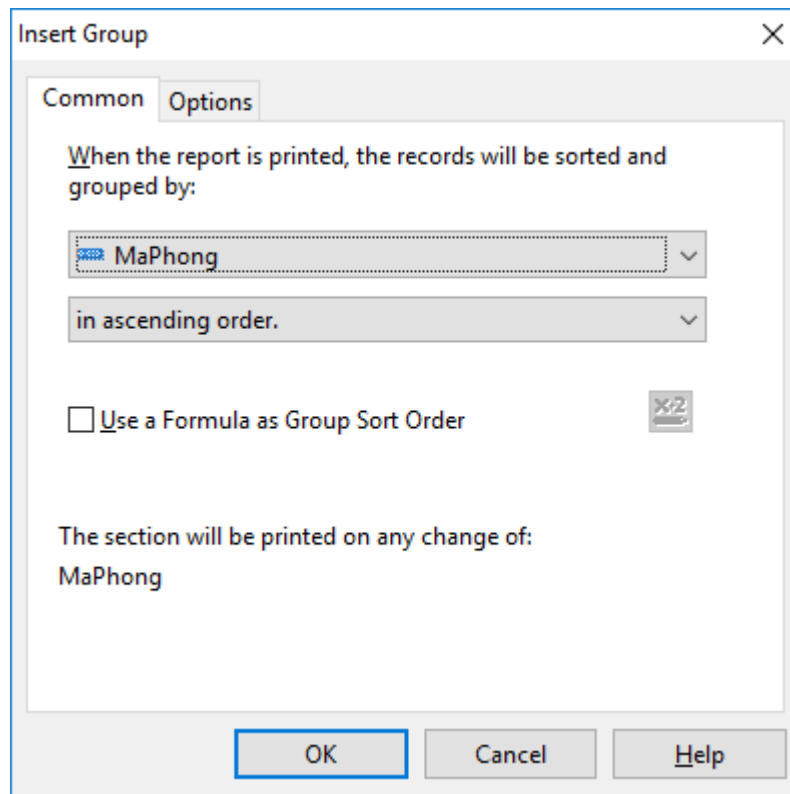 Insert Group
Common Options
When the report is printed, the records will be sorted and
grouped by:
MaPhong
in ascending order.
Use a Formula as Group Sort Order
X+2
The section will be printed on any change of:
MaPhong
OK Cancel Help